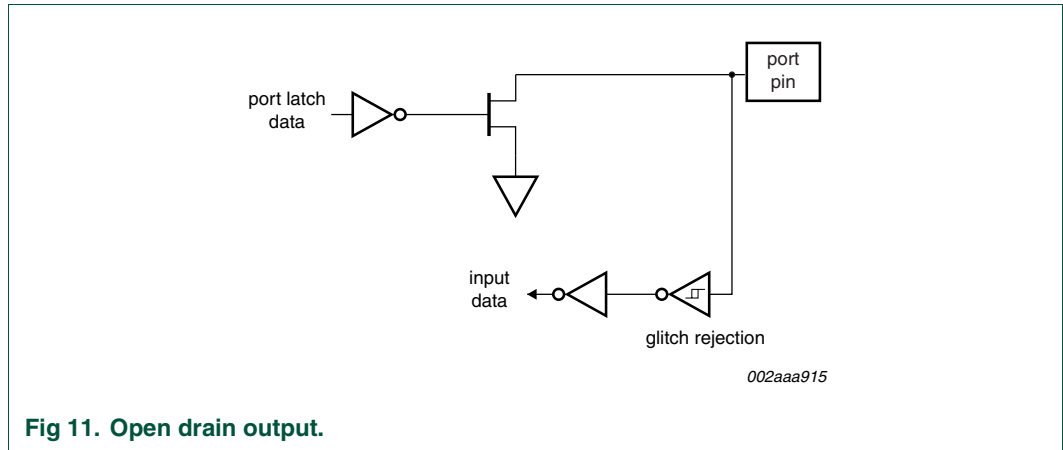 port
pin
port latch
data
input
data
glitch rejection
002aaa915
Fig 11. Open drain output.